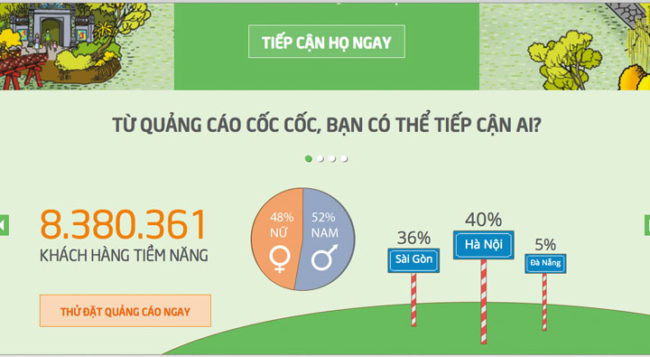 TIẾP CẬN HỌ NGAY
TỪ QUẢNG CÁO CỐC CỐC, BẠN CÓ THỂ TIẾP CẬN AI?
8.380.361
KHÁCH HÀNG TIỀM NĂNG
48%
NỮ
52%
NAM
36%
Sài Gòn
40%
Hà Nội
5%
Đà Nẵng
THỬ ĐẶT QUẢNG CÁO NGAY